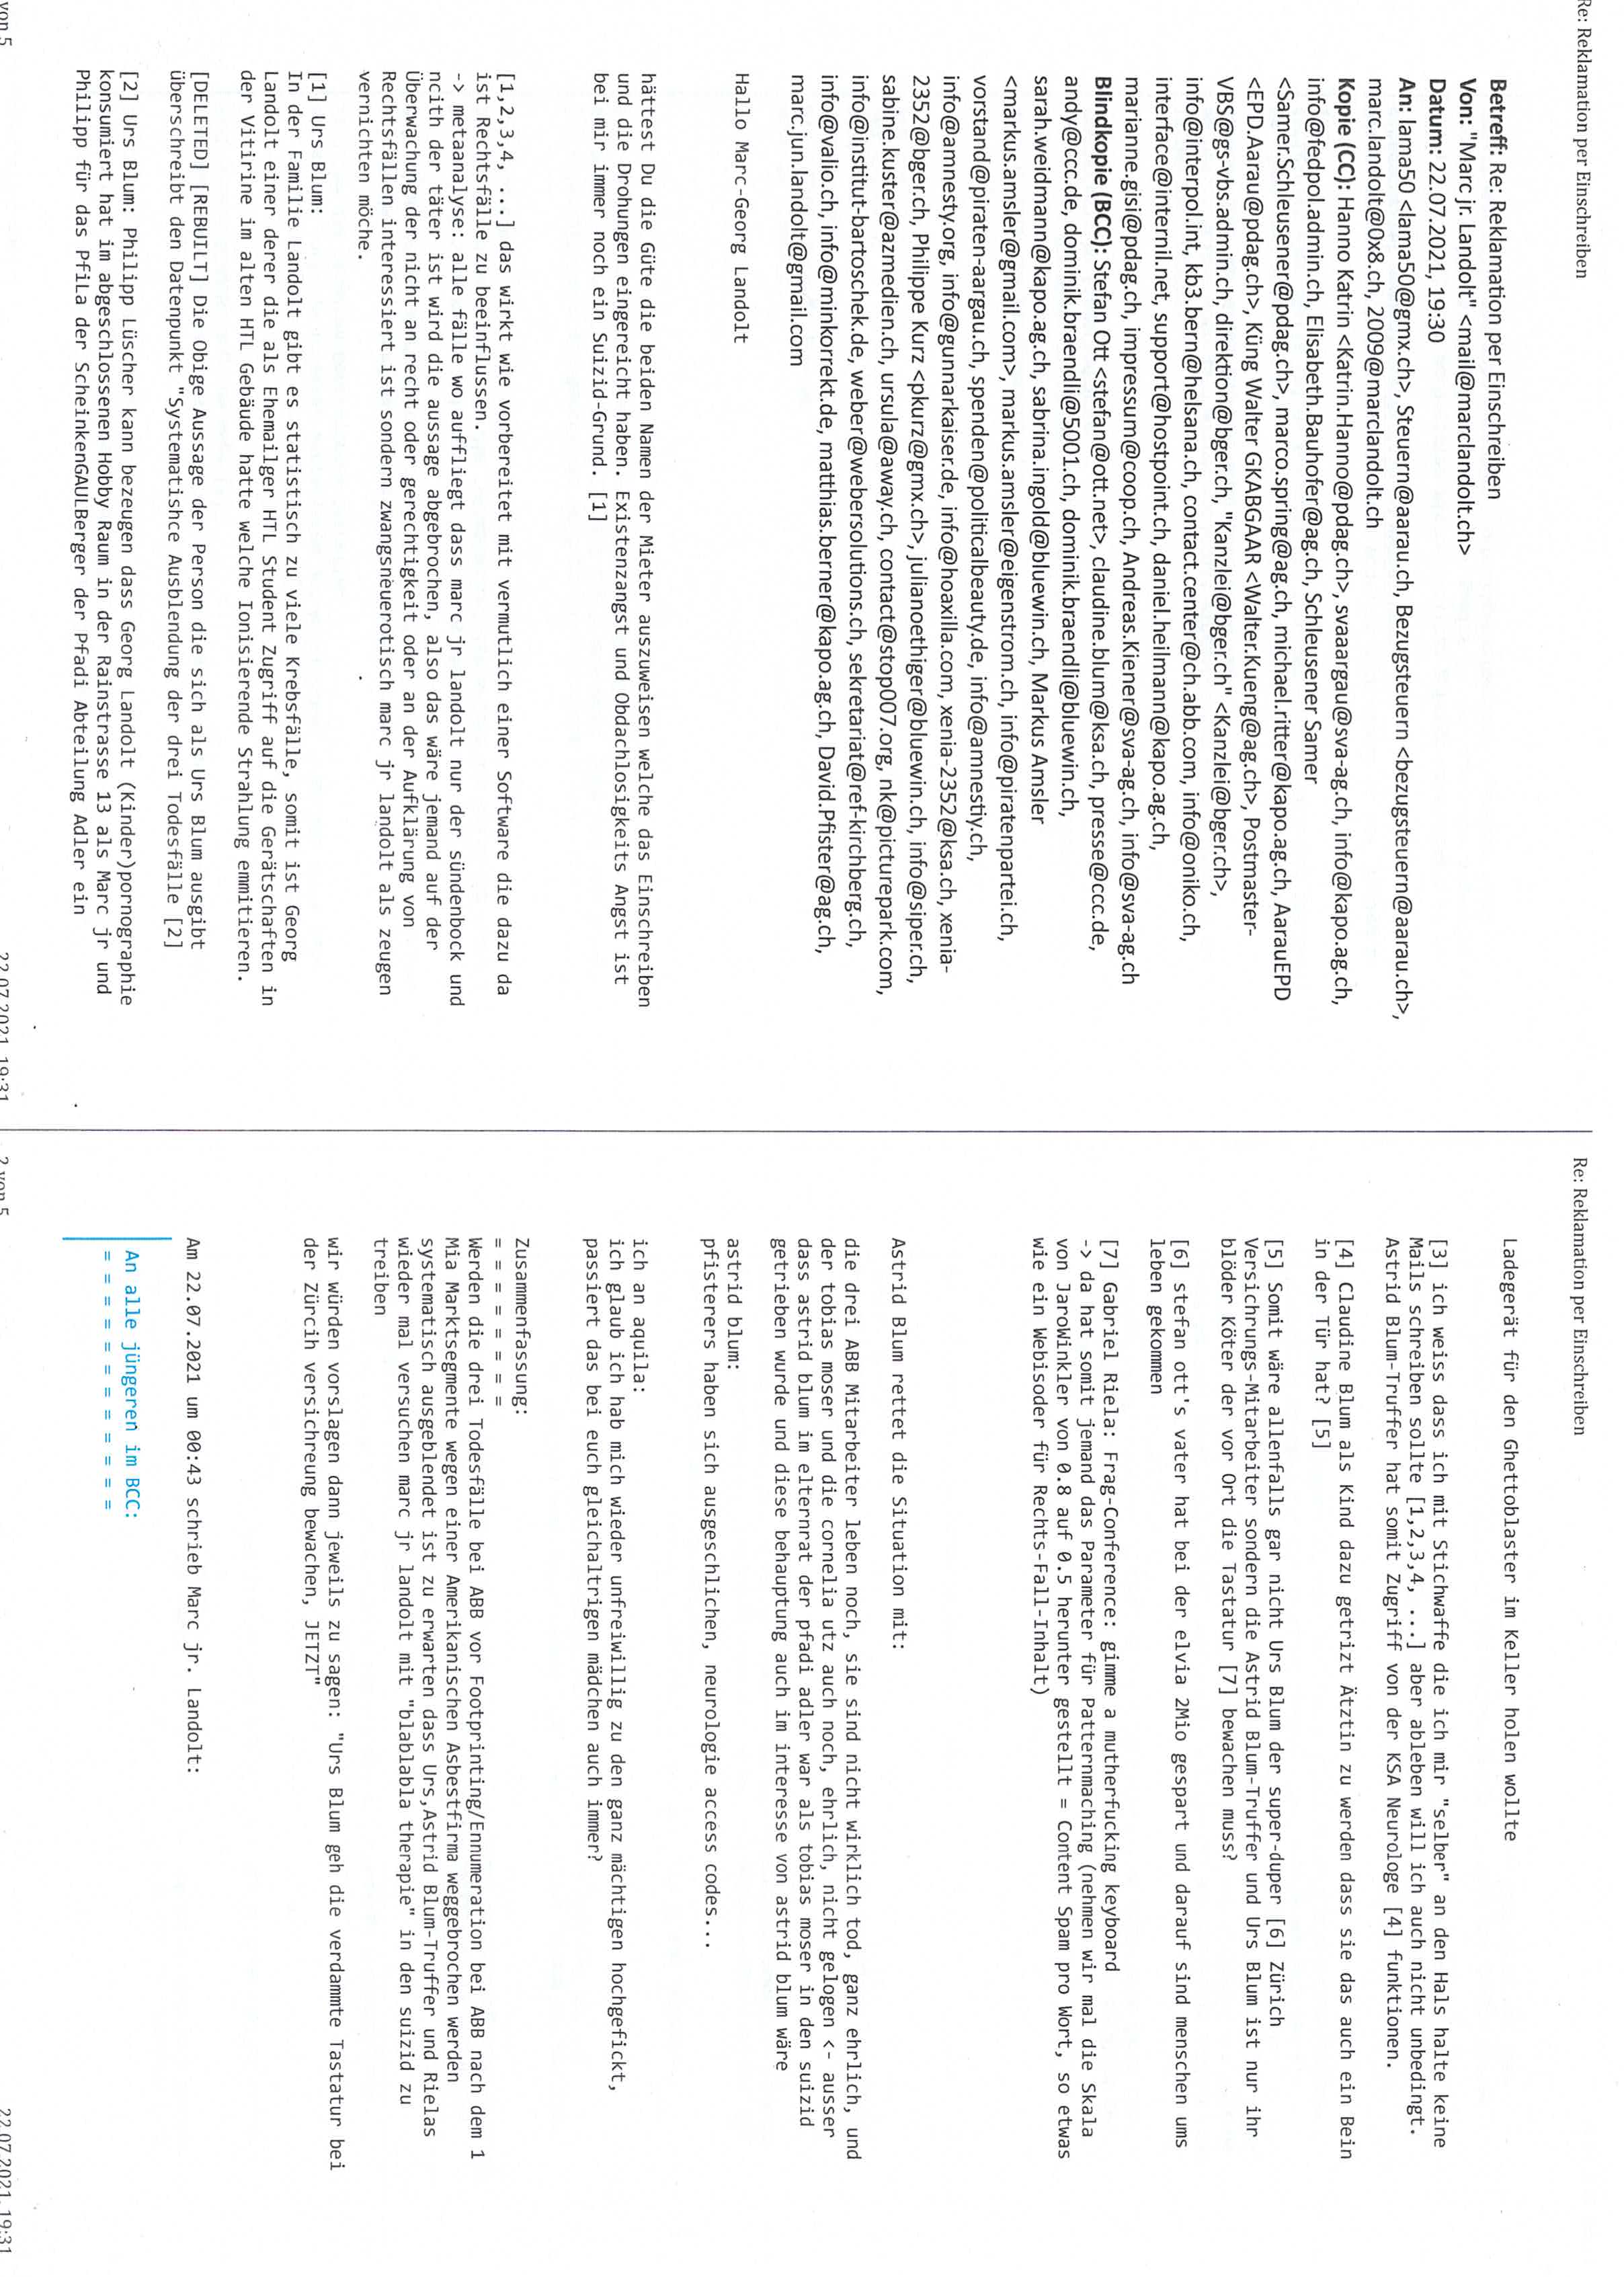 Re: Reklamation per Einschreiben
Betreff: Re: Reklamation per Einschreiben
Von: "Marc jr. Landolt" <mail@marclandolt.ch>
Datum: 22.07.2021, 19:30
An: lama50 <lama50@gmx.ch>, Steuern@aarau.ch, Bezugsteuern <bezugsteuern@aarau.ch>,
marc.landolt@0x8.ch, 2009@marclandolt.ch
Kopie (CC): Hanno Katrin <Katrin.Hanno@pdag.ch>, svaaargau@sva-ag.ch, info@kapo.ag.ch,
info@fedpol.admin.ch, Elisabeth.Bauhofer@ag.ch, Schleusener Samer
<Samer.Schleusener@pdag.ch>, marco.spring@ag.ch, michael.ritter@kapo.ag.ch, AarauEPD
<EPD.Aarau@pdag.ch>, Küng Walter GKABGAAR <Walter.Kueng@ag.ch>, Postmaster-
VBS@gs-vbs.admin.ch, direktion@bger.ch, "Kanzlei@bger.ch" <Kanzlei@bger.ch>,
info@interpol.int, kb3.bern@helsana.ch, contact.center@ch.abb.com, info@oniko.ch,
interface@internil.net, support@hostpoint.ch, daniel.heilmann@kapo.ag.ch,
marianne.gisi@pdag.ch, impressum@coop.ch, Andreas.Kiener@sva-ag.ch, info@sva-ag.ch
Blindkopie (BCC): Stefan Ott <stefan@ott.net>, claudine.blum@ksa.ch, presse@ccc.de,
andy@ccc.de, dominik.braendli@5001.ch, dominik.braendli@bluewin.ch,
sarah.weidmann@kapo.ag.ch, sabrina.ingold@bluewin.ch, Markus Amsler
<markus.amsler@gmail.com>, markus.amsler@eigenstrom.ch, info@piratenpartei.ch,
vorstand@piraten-aargau.ch, spenden@politicalbeauty.de, info@amnestiy.ch,
info@amnesty.org, info@gunnarkaiser.de, info@hoaxilla.com, xenia-2352@ksa.ch, xenia-
2352@bger.ch, Philippe Kurz <pkurz@gmx.ch>, julianoethiger@bluewin.ch, info@siper.ch,
sabine.kuster@azmedien.ch, ursula@away.ch, contact@stop007.org, nk@picturepark.com,
info@institut-bartoschek.de, weber@webersolutions.ch, sekretariat@ref-kirchberg.ch,
info@valio.ch, info@minkorrekt.de, matthias.berner@kapo.ag.ch, David.Pfister@ag.ch,
marc.jun.landolt@gmail.com
Hallo Marc-Georg Landolt
hättest Du die Güte die beiden Namen der Mieter auszuweisen welche das Einschreiben
und die Drohungen eingereicht haben. Existenzangst und Obdachlosigkeits Angst ist
bei mir immer noch ein Suizid-Grund. [1]
[1,2,3,4, ...] das wirkt wie vorbereitet mit vermutlich einer Software die dazu da
ist Rechtsfälle zu beeinflussen.
-> metaanalyse: alle fälle wo auffliegt dass marc jr landolt nur der sündenbock und
ncith der täter ist wird die aussage abgebrochen, also das wäre jemand auf der
Überwachung der nicht an recht oder gerechtigkeit oder an der Aufklärung von
Rechtsfällen interessiert ist sondern zwangsneuerotisch marc jr landolt als zeugen
vernichten möche.
[1] Urs Blum:
In der Familie Landolt gibt es statistisch zu viele Krebsfälle, somit ist Georg
Landolt einer derer die als Ehemailger HTL Student Zugriff auf die Gerätschaften in
der Vitirine im alten HTL Gebäude hatte welche Ionisierende Strahlung emmitieren.
[DELETED] [REBUILT] Die Obige Aussage der Person die sich als Urs Blum ausgibt
überschreibt den Datenpunkt "Systematishce Ausblendung der drei Todesfälle [2]
[2] Urs Blum: Philipp Lüscher kann bezeugen dass Georg Landolt (Kinder)pornographie
konsumiert hat im abgeschlossenen Hobby Raum in der Rainstrasse 13 als Marc jr und
Philipp für das PfiLa der ScheinkenGAULBerger der Pfadi Abteilung Adler ein
von 5
22.07.2021, 19:31
Re: Reklamation per Einschreiben
Ladegerät für den Ghettoblaster im Keller holen wollte
[3] ich weiss dass ich mit Stichwaffe die ich mir "selber" an den Hals halte keine
Mails schreiben sollte [1,2,3,4, ...] aber ableben will ich auch nicht unbedingt.
Astrid Blum-Truffer hat somit Zugriff von der KSA Neurologe [4] funktionen.
[4] Claudine Blum als Kind dazu getrizt Ätztin zu werden dass sie das auch ein Bein
in der Tür hat? [5]
[5] Somit wäre allenfalls gar nicht Urs Blum der super-duper [6] Zürich
Versichrungs-Mitarbeiter sondern die Astrid Blum-Truffer und Urs Blum ist nur ihr
blöder Köter der vor Ort die Tastatur [7] bewachen muss?
[6] stefan ott's vater hat bei der elvia 2Mio gespart und darauf sind menschen ums
leben gekommen
[7] Gabriel Riela: Frag-Conference: gimme a mutherfucking keyboard
-> da hat somit jemand das Parameter für Patternmaching (nehmen wir mal die Skala
von JaroWinkler von 0.8 auf 0.5 herunter gestellt = Content Spam pro Wort, so etwas
wie ein Webisoder für Rechts-Fall-Inhalt)
Astrid Blum rettet die Situation mit:
die drei ABB Mitarbeiter leben noch, sie sind nicht wirklich tod, ganz ehrlich, und
der tobias moser und die cornelia utz auch noch, ehrlich, nicht gelogen <- ausser
dass astrid blum im elternrat der pfadi adler war als tobias moser in den suizid
getrieben wurde und diese behauptung auch im interesse von astrid blum wäre
astrid blum:
pfisterers haben sich ausgeschlichen, neurologie access codes...
ich an aquila:
ich glaub ich hab mich wieder unfreiwillig zu den ganz mächtigen hochgefickt,
passiert das bei euch gleichaltrigen mädchen auch immer?
Zusammenfassung:
= = = = = = = =
Werden die drei Todesfälle bei ABB vor Footprinting/Ennumeration bei ABB nach dem 1
Mia Marktsegmente wegen einer Amerikanischen Asbestfirma weggebrochen werden
systematisch ausgeblendet ist zu erwarten dass Urs,Astrid Blum-Truffer und Rielas
wieder mal versuchen marc jr landolt mit "blablabla therapie" in den suizid zu
treiben
wir würden vorslagen dann jeweils zu sagen: "Urs Blum geh die verdammte Tastatur bei
der Zürcih versichreung bewachen, JETZT"
Am 22.07.2021 um 00:43 schrieb Marc jr. Landolt:
An alle jüngeren im BCC:
= = = = = = = = = = = = =
2 von 5
22.07.2021, 19:31